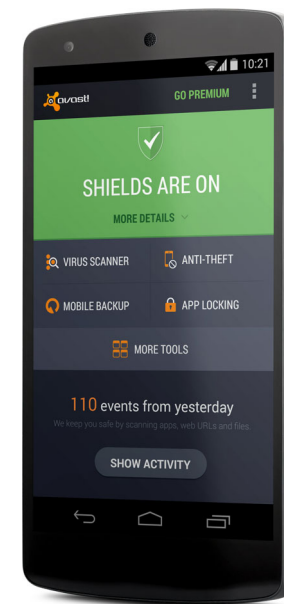 10:21
avast!
GO PREMIUM
SHIELDS ARE ON
MORE DETAILS
VIRUS SCANNER
ANTI-THEFT
MOBILE BACKUP
APP LOCKING
MORE TOOLS
110 events from yesterday
We keep you safe by scanning apps, web URLs and files.
SHOW ACTIVITY